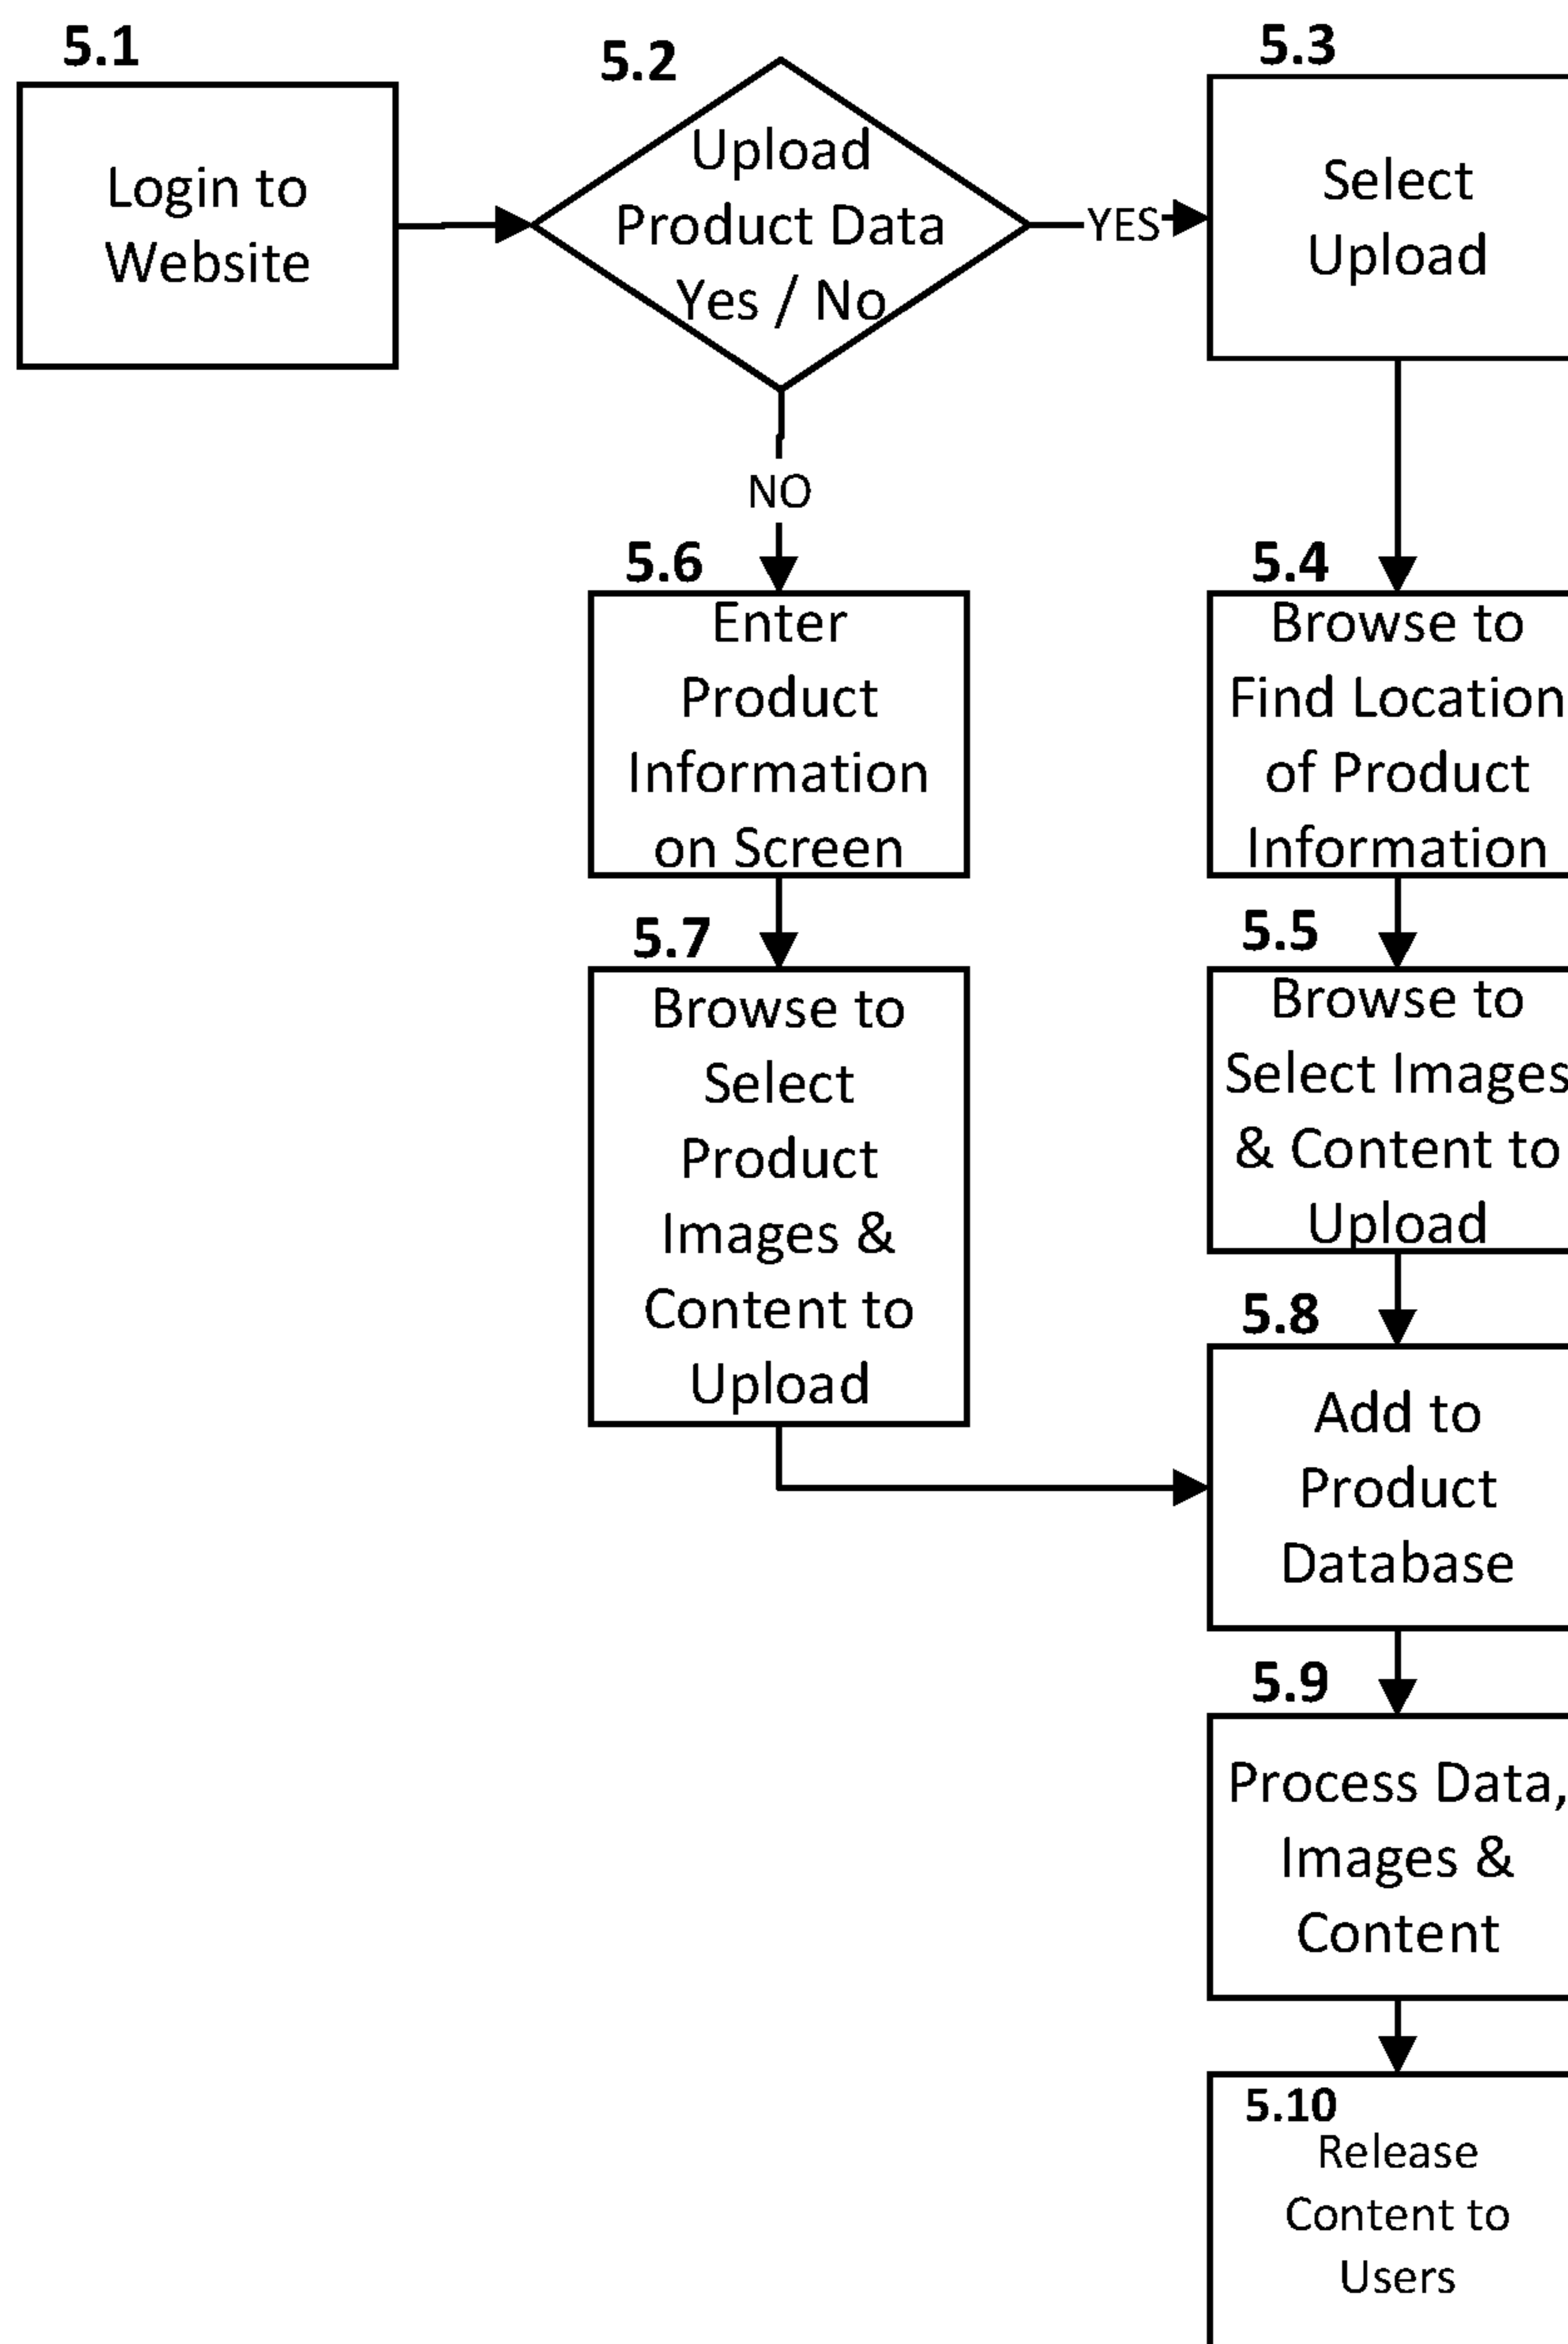 5.1
Login to
Website
5.2
Upload
Product Data
Yes / No
YES
5.3
Select
Upload
NO
5.6
Enter
Product
Information
on Screen
5.4
Browse to
Find Location
of Product
Information
5.7
Browse to
Select
Product
Images &
Content to
Upload
5.5
Browse to
Select Images
& Content to
Upload
5.8
Add to
Product
Database
5.9
Process Data,
Images &
Content
5.10
Release
Content to
Users